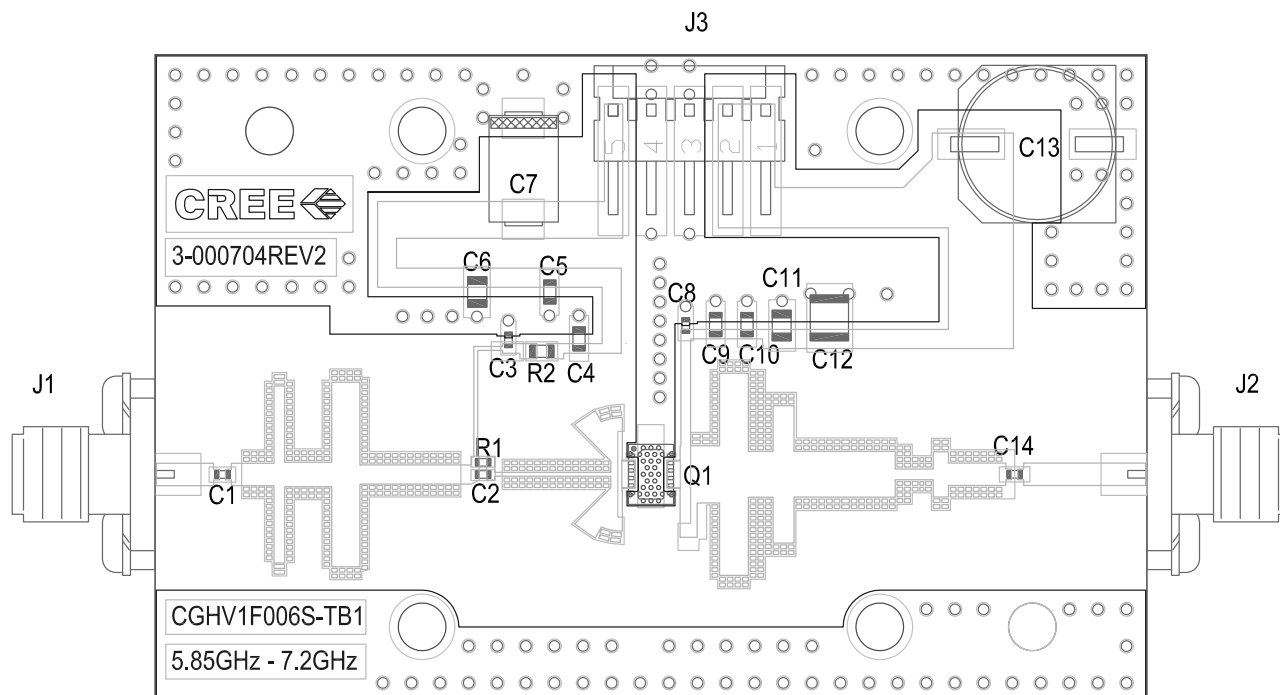 J3
5 4 3 2 1
C13
C7
CREE
3-000704REV2
C6
C5
C8
C11
C3
R2
C4
C9
C10
C12
J1
J2
R1
C1
C2
Q1
C14
CGHV1F006S-TB1
5.85GHz - 7.2GHz